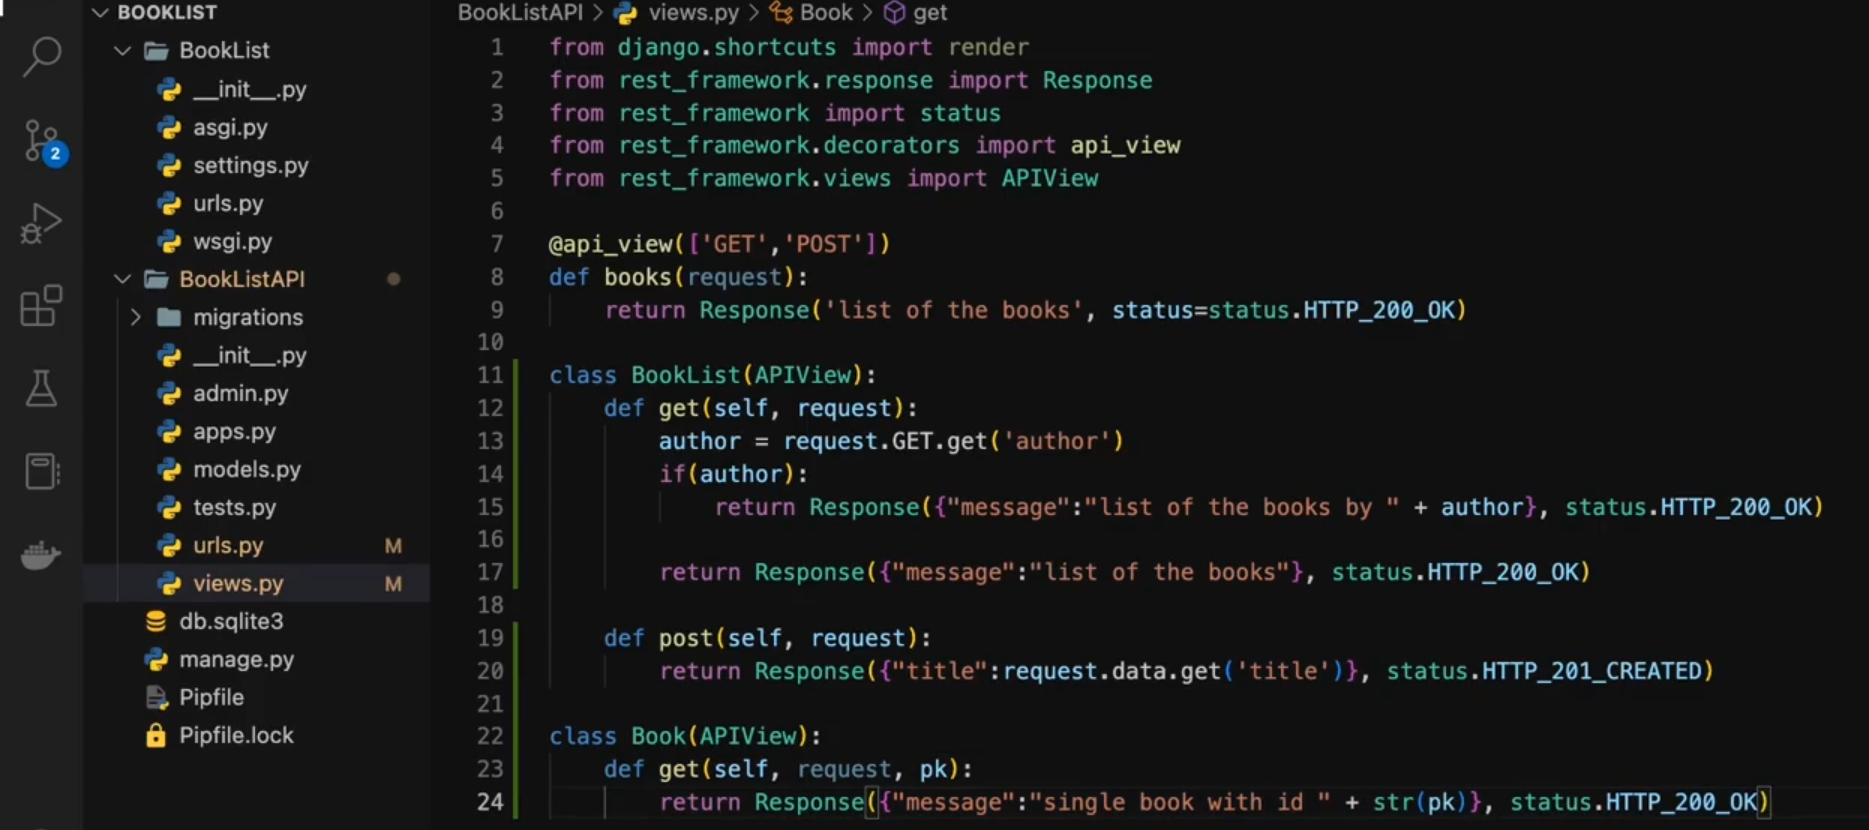 BOOKLIST
BookList
__init__.py
asgi.py
settings.py
urls.py
wsgi.py
BookListAPI
migrations
__init__.py
admin.py
apps.py
models.py
tests.py
urls.py M
views.py M
db.sqlite3
manage.py
Pipfile
Pipfile.lock
2
BookListAPI > views.py > Book > get
1 from django.shortcuts import render
2 from rest_framework.response import Response
3 from rest_framework import status
4 from rest_framework.decorators import api_view
5 from rest_framework.views import APIView
6
7 @api_view(['GET','POST'])
8 def books(request):
9     return Response('list of the books', status=status.HTTP_200_OK)
10
11 class BookList(APIView):
12     def get(self, request):
13         author = request.GET.get('author')
14         if(author):
15             return Response({"message":"list of the books by " + author}, status.HTTP_200_OK)
16
17         return Response({"message":"list of the books"}, status.HTTP_200_OK)
18
19     def post(self, request):
20         return Response({"title":request.data.get('title')}, status.HTTP_201_CREATED)
21
22 class Book(APIView):
23     def get(self, request, pk):
24         return Response({"message":"single book with id " + str(pk)}, status.HTTP_200_OK)